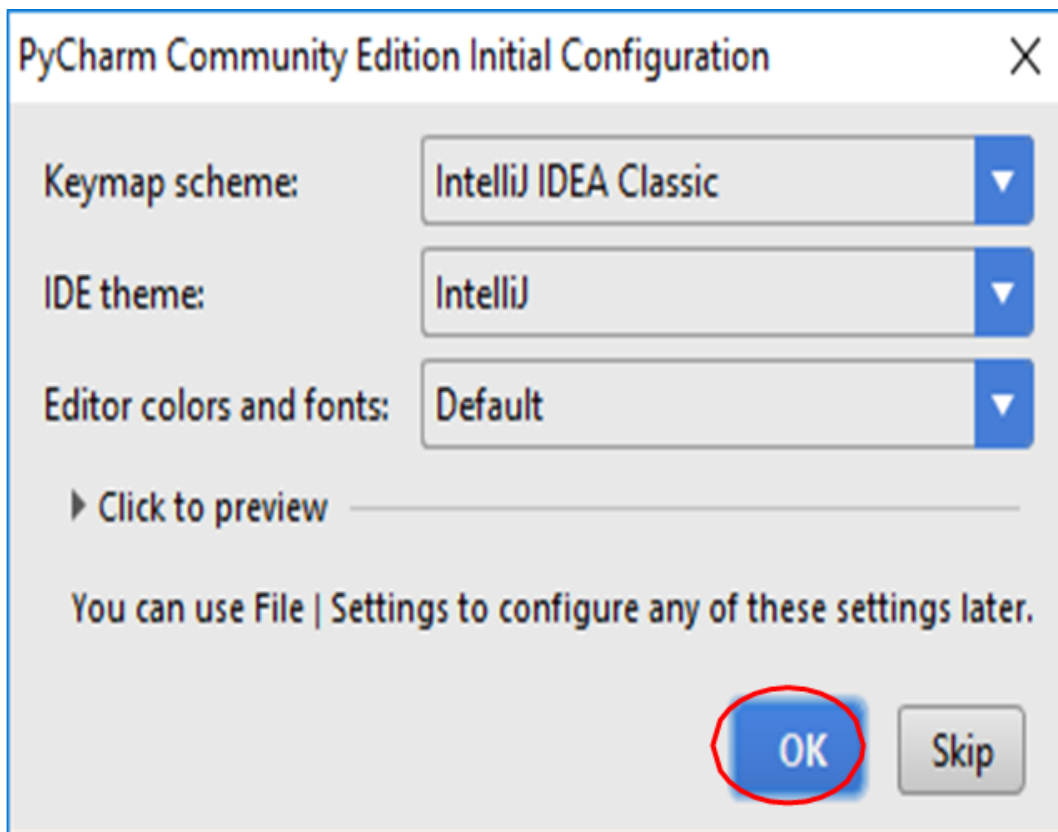 PyCharm Community Edition Initial Configuration
Keymap scheme: IntelliJ IDEA Classic
IDE theme: IntelliJ
Editor colors and fonts: Default
Click to preview
You can use File | Settings to configure any of these settings later.
OK Skip